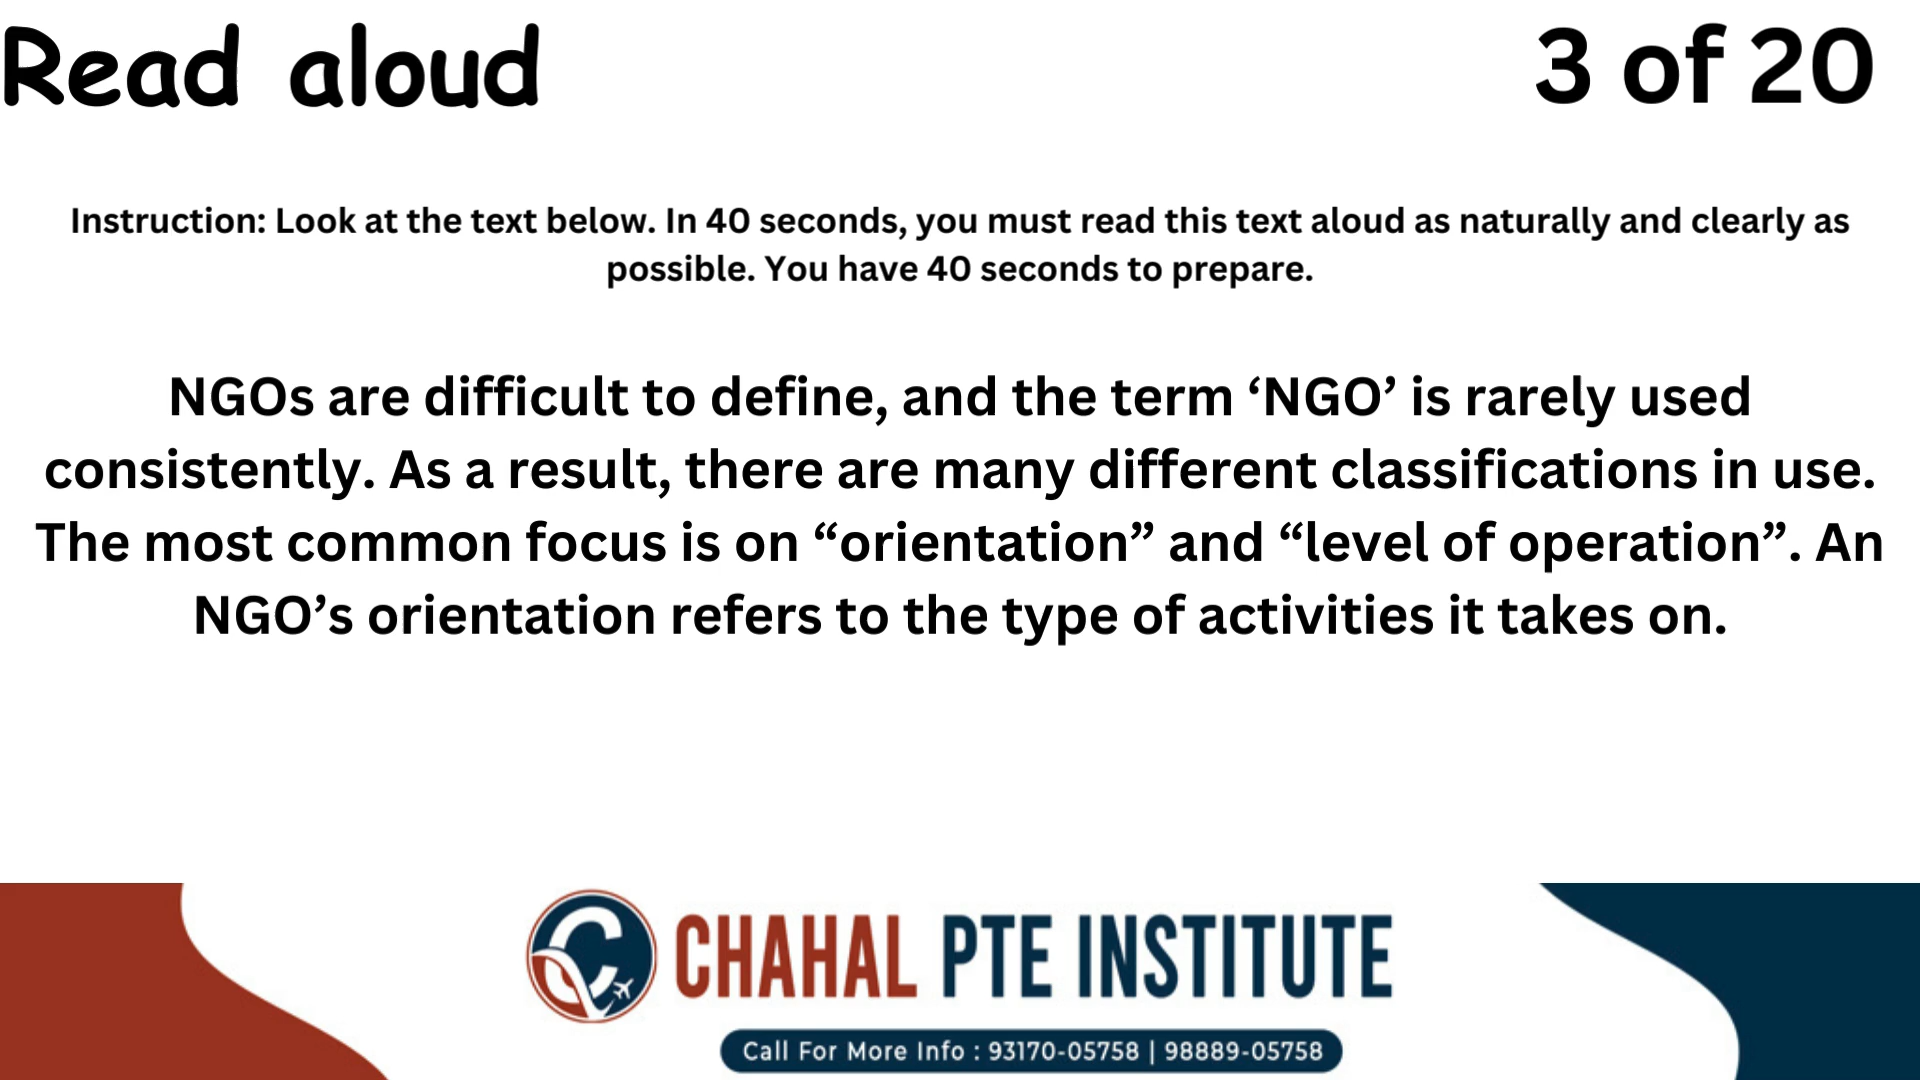 Read aloud
3 of 20
Instruction: Look at the text below. In 40 seconds, you must read this text aloud as naturally and clearly as
possible. You have 40 seconds to prepare.
NGOs are difficult to define, and the term ‘NGO’ is rarely used
consistently. As a result, there are many different classifications in use.
The most common focus is on “orientation” and “level of operation”. An
NGO’s orientation refers to the type of activities it takes on.
CHAHAL PTE INSTITUTE
Call For More Info : 93170-05758 | 98889-05758